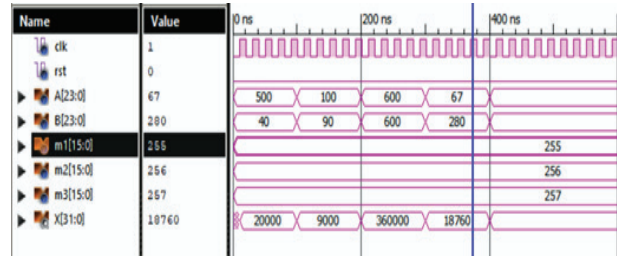 Name Value 0 ns 200 ns 400 ns
clk 1
rst 0
A[23:0] 67 500 100 600 67
B[23:0] 280 40 90 600 280
m1[15:0] 255 255
m2[15:0] 256 256
m3[15:0] 257 257
X[31:0] 18760 20000 9000 360000 18760